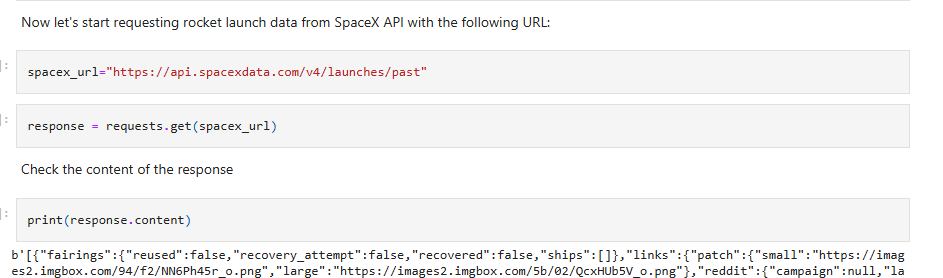 Now let's start requesting rocket launch data from SpaceX API with the following URL:
]:
spacex_url="https://api.spacexdata.com/v4/launches/past"
]:
response = requests.get(spacex_url)
Check the content of the response
]:
print(response.content)
b'[{"fairings":{"reused":false,"recovery_attempt":false,"recovered":false,"ships":[]},"links":{"patch":{"small":"https://imag
es2.imgbox.com/94/f2/NN6Ph45r_o.png","large":"https://images2.imgbox.com/5b/02/QcxHUb5V_o.png"},"reddit":{"campaign":null,"la